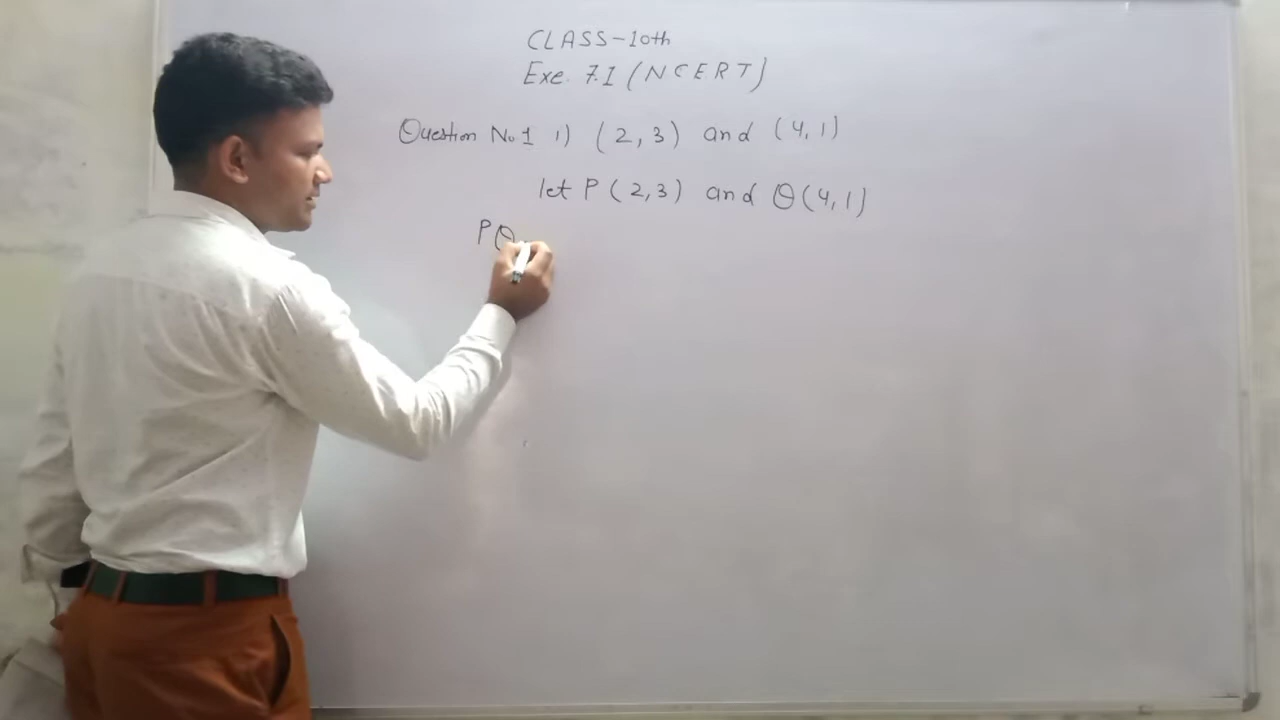 CLASS-10th
Exe. 7.1 (NCERT)
Question No.1 i) (2,3) and (4,1)
let P(2,3) and Q(4,1)
PQ